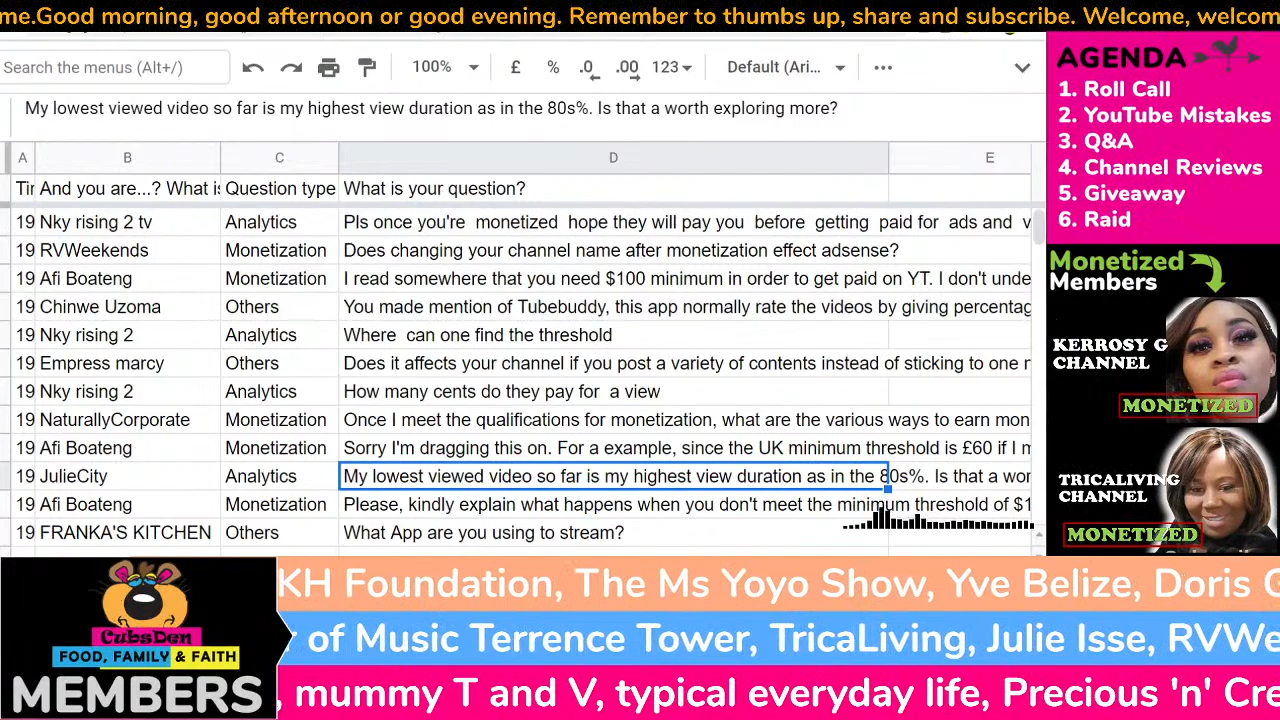 me.Good morning, good afternoon or good evening. Remember to thumbs up, share and subscribe. Welcome, welcom
Search the menus (Alt+/)
100%
£
%
.0
.00
123
Default (Ari...
My lowest viewed video so far is my highest view duration as in the 80s%. Is that a worth exploring more?
A B C D E
Tir And you are...? What is Question type What is your question?
19 Nky rising 2 tv Analytics Pls once you're monetized hope they will pay you before getting paid for ads and v
19 RVWeekends Monetization Does changing your channel name after monetization effect adsense?
19 Afi Boateng Monetization I read somewhere that you need $100 minimum in order to get paid on YT. I don't unde
19 Chinwe Uzoma Others You made mention of Tubebuddy, this app normally rate the videos by giving percentag
19 Nky rising 2 Analytics Where can one find the threshold
19 Empress marcy Others Does it affects your channel if you post a variety of contents instead of sticking to one n
19 Nky rising 2 Analytics How many cents do they pay for a view
19 NaturallyCorporate Monetization Once I meet the qualifications for monetization, what are the various ways to earn mon
19 Afi Boateng Monetization Sorry I'm dragging this on. For a example, since the UK minimum threshold is £60 if I m
19 JulieCity Analytics My lowest viewed video so far is my highest view duration as in the 80s%. Is that a wor
19 Afi Boateng Monetization Please, kindly explain what happens when you don't meet the minimum threshold of $1
19 FRANKA'S KITCHEN Others What App are you using to stream?
AGENDA
1. Roll Call
2. YouTube Mistakes
3. Q&A
4. Channel Reviews
5. Giveaway
6. Raid
Monetized
Members
KERROSY G
CHANNEL
MONETIZED
TRICALIVING
CHANNEL
MONETIZED
CubsDen
FOOD, FAMILY & FAITH
MEMBERS
KH Foundation, The Ms Yoyo Show, Yve Belize, Doris G
r of Music Terrence Tower, TricaLiving, Julie Isse, RVWe
, mummy T and V, typical everyday life, Precious 'n' Cre